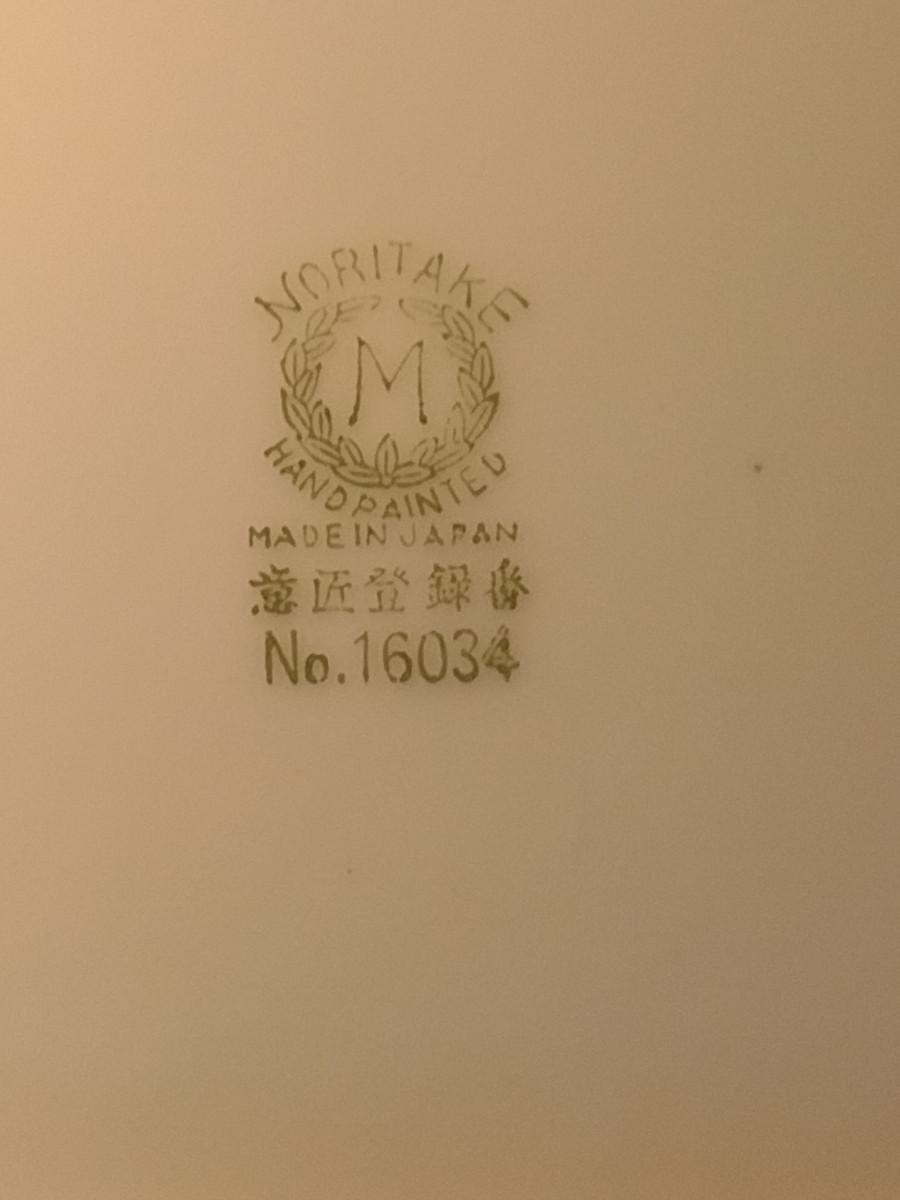 NORITAKE
M
HANDPAINTED
MADE IN JAPAN
意匠登録番
No.16034